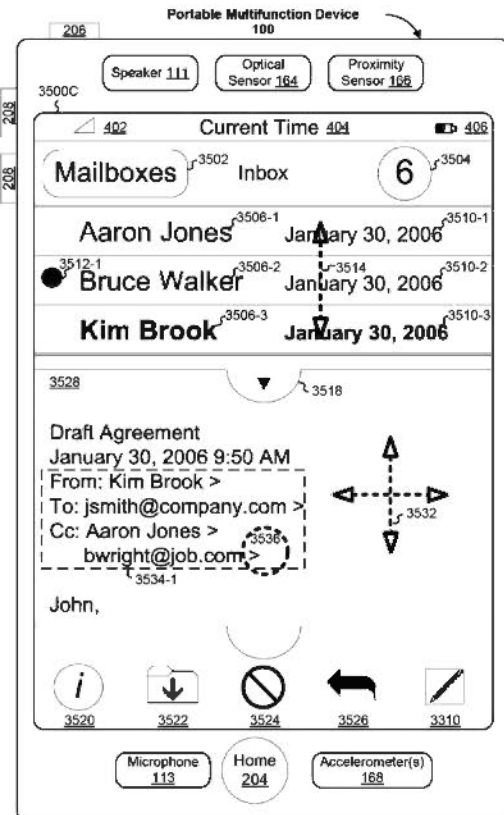 Portable Multifunction Device
100
206
Speaker 111
Optical
Sensor 164
Proximity
Sensor 166
3500C
208
208
402
Current Time 404
406
Mailboxes
3502
Inbox
6
3504
Aaron Jones
3506-1
January 30, 2006
3510-1
3512-1
Bruce Walker
3506-2
January 30, 2006
3514
3510-2
Kim Brook
3506-3
January 30, 2006
3510-3
3528
3518
Draft Agreement
January 30, 2006 9:50 AM
From: Kim Brook >
To: jsmith@company.com >
Cc: Aaron Jones >
bwright@job.com >
3536
3532
3534-1
John,
i
3520
3522
3524
3526
3310
Microphone
113
Home
204
Accelerometer(s)
168